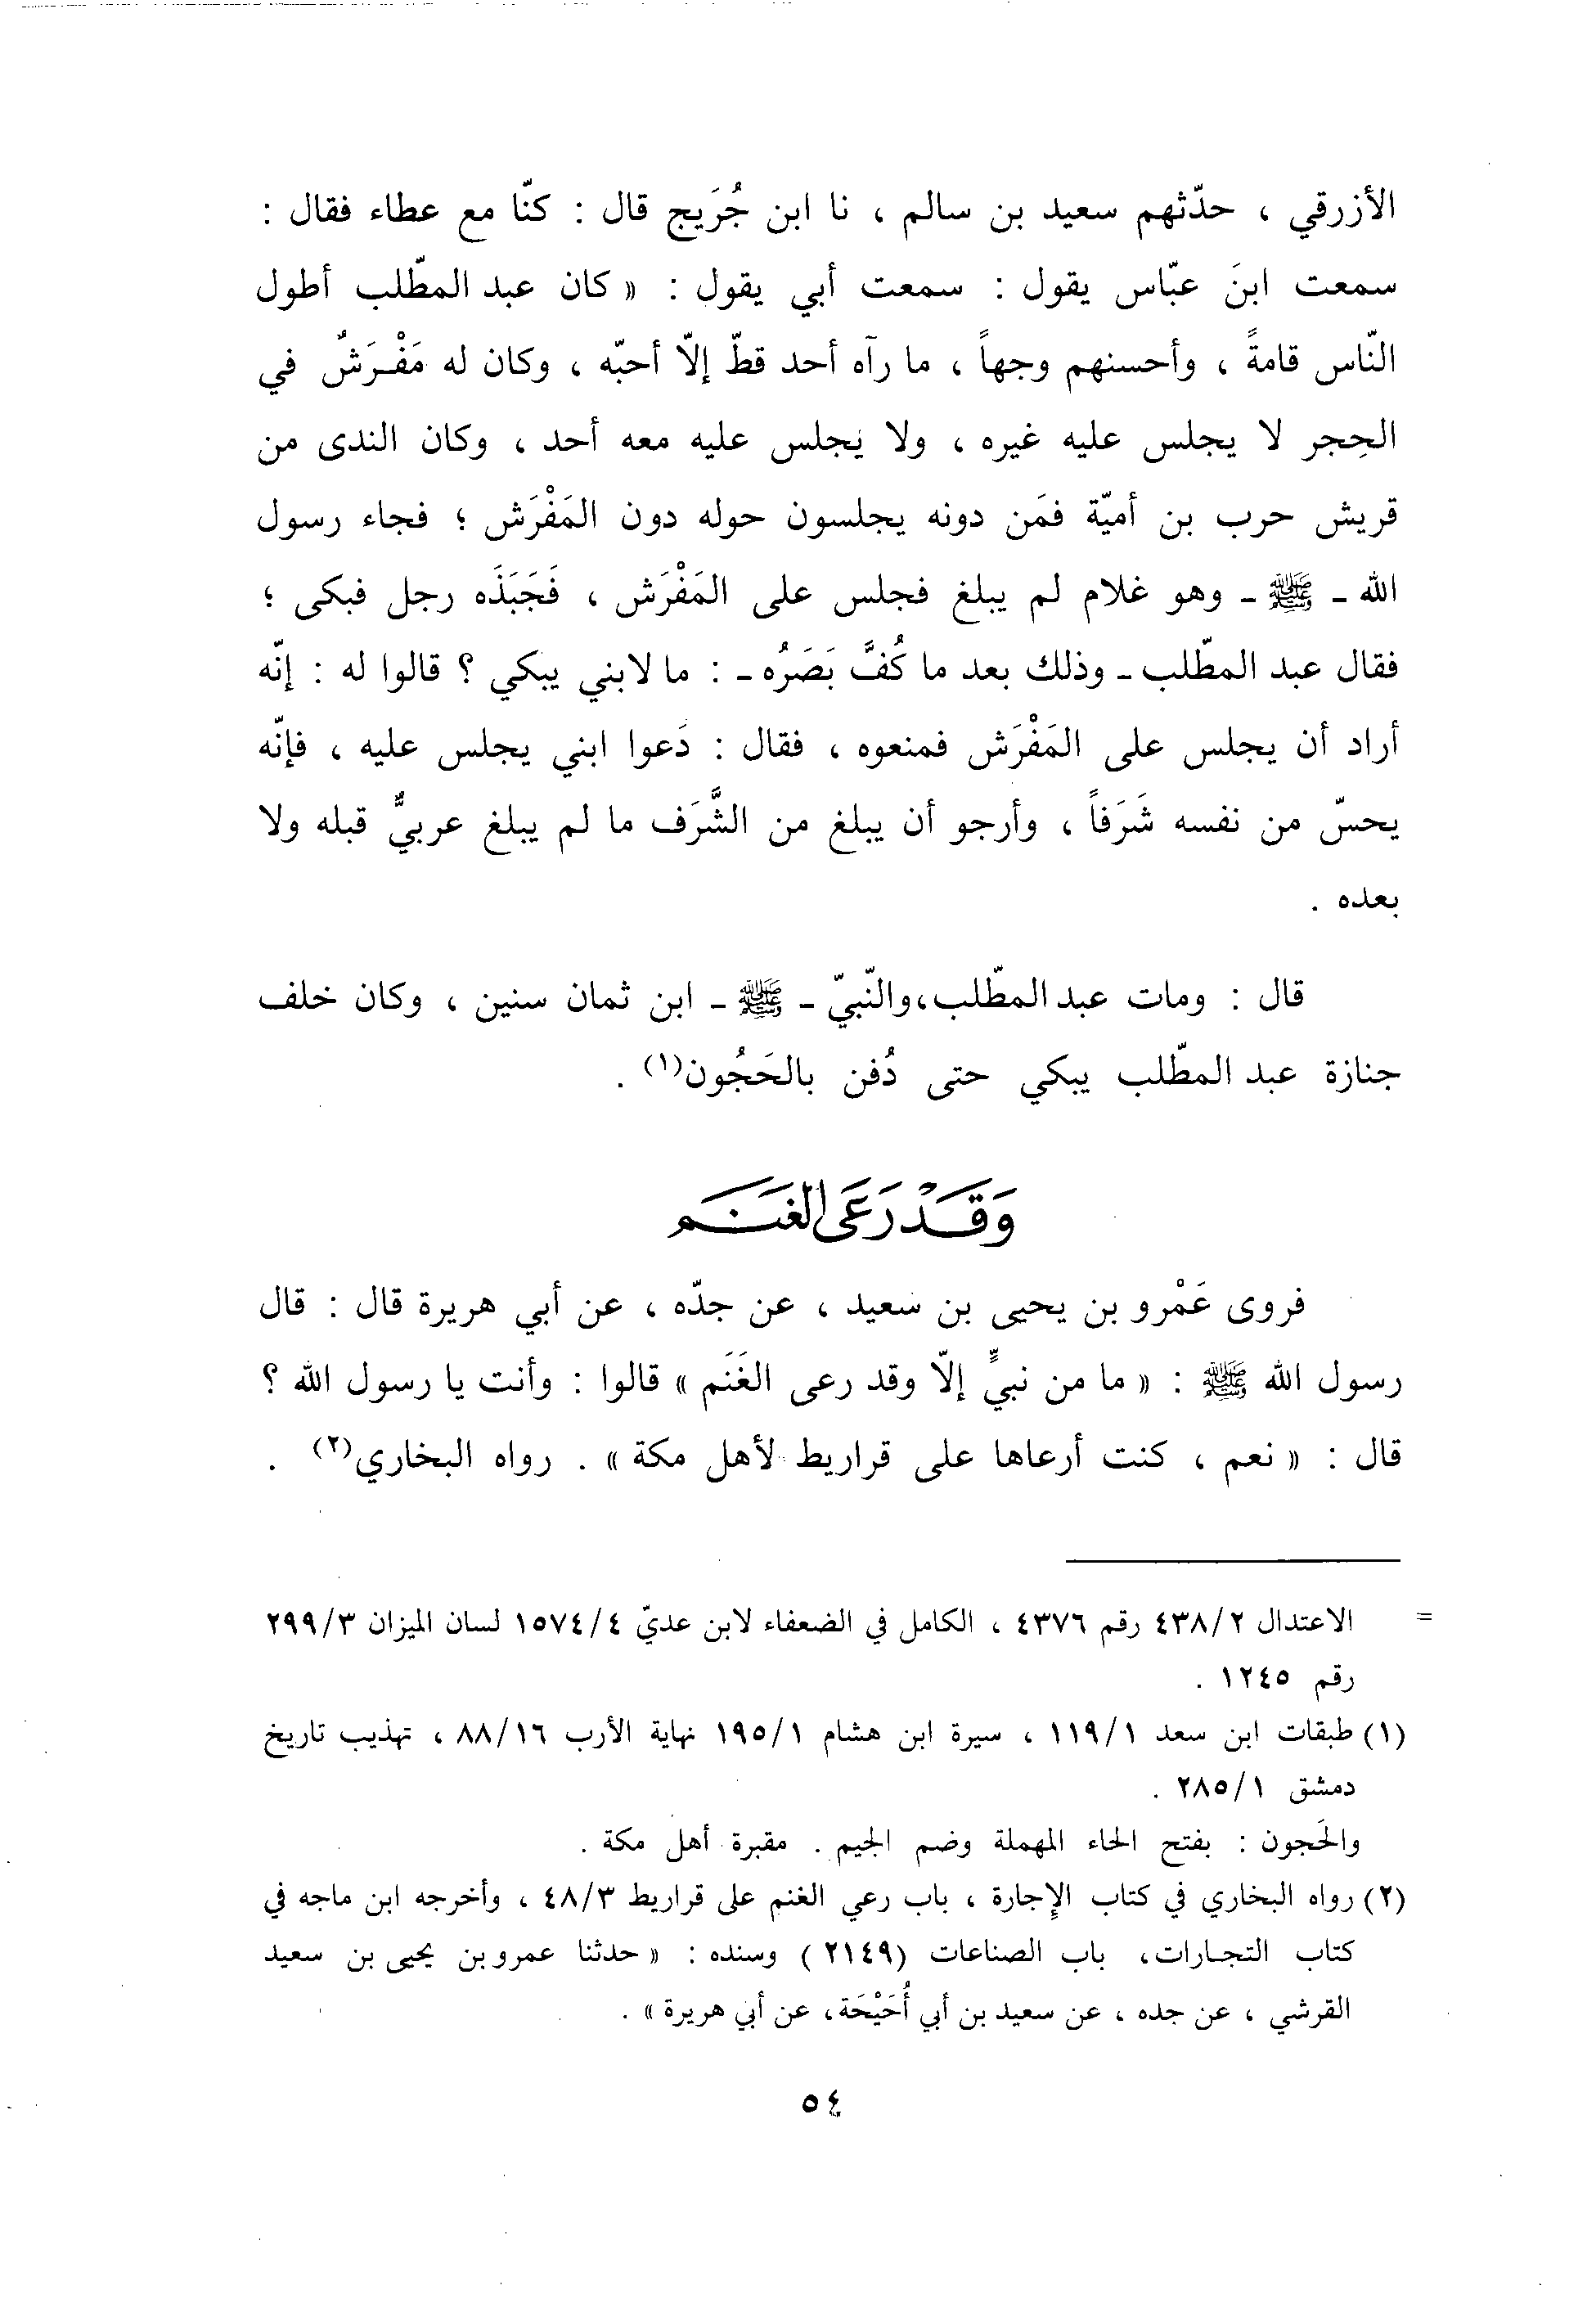 الأزرقي ، حدّثهم سعيد بن سالم ، نا ابن جُرَيج قال : كنّا مع عطاء فقال :
سمعت ابنَ عبّاس يقول : سمعت أبي يقول : « كان عبد المطّلب أطول
النّاس قامةً ، وأحسنهم وجهاً ، ما رآه أحد قطّ إلّا أحبّه ، وكان له مَفْرَشٌ في
الحِجر لا يجلس عليه غيره ، ولا يَجلس عليه معه أحد ، وكان الندى من
قريش حرب بن أميّة فمَن دونه يجلسون حوله دون المَفْرَش ؛ فجاء رسول
الله ـ ﷺ ـ وهو غلام لم يبلغ فجلس على المَفْرَش ، فَجَبَذَه رجل فبكى ؛
فقال عبد المطّلب ـ وذلك بعد ما كُفَّ بَصَرُه ـ : ما لابني يبكي ؟ قالوا له : إنّه
أراد أن يجلس على المَفْرَش فمنعوه ، فقال : دَعوا ابني يجلس عليه ، فإنّه
يحسّ من نفسه شَرَفاً ، وأرجو أن يبلغ من الشَّرَف ما لم يبلغ عربيٌّ قبله ولا
بعده .
قال : ومات عبد المطّلب، والنّبيّ ـ ﷺ ـ ابن ثمان سنين ، وكان خلف
جنازة عبد المطّلب يبكي حتى دُفن بالحَجُون(١) .
وَقَدْ رَعَى الغَنَم
فروى عَمْرو بن يحيى بن سعيد ، عن جدّه ، عن أبي هريرة قال : قال
رسول الله ﷺ : « ما من نبيٍّ إلّا وقد رعى الغَنَم » قالوا : وأنت يا رسول الله ؟
قال : « نعم ، كنت أرعاها على قراريط لأهل مكة » . رواه البخاري(٢) .
= الاعتدال ٤٣٨/٢ رقم ٤٣٧٦ ، الكامل في الضعفاء لابن عديّ ١٥٧٤/٤ لسان الميزان ٢٩٩/٣
رقم ١٢٤٥ .
(١) طبقات ابن سعد ١١٩/١ ، سيرة ابن هشام ١٩٥/١ نهاية الأرب ٨٨/١٦ ، تهذيب تاريخ
دمشق ٢٨٥/١ .
والحَجون : بفتح الحاء المهملة وضم الجيم . مقبرة أهل مكة .
(٢) رواه البخاري في كتاب الإجارة ، باب رعي الغنم على قراريط ٤٨/٣ ، وأخرجه ابن ماجه في
كتاب التجارات، باب الصناعات (٢١٤٩) وسنده : « حدثنا عمرو بن يحيى بن سعيد
القرشي ، عن جده ، عن سعيد بن أبي أُحَيْحَة، عن أبي هريرة » .
٥٤